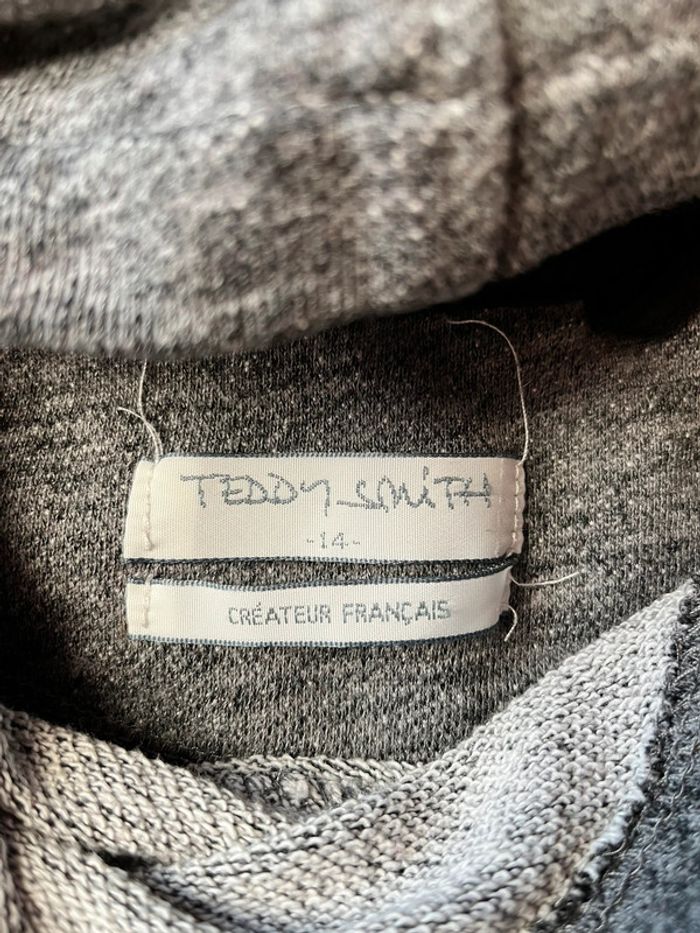 TEDDY SMiTH
-14-
CRÉATEUR FRANÇAIS